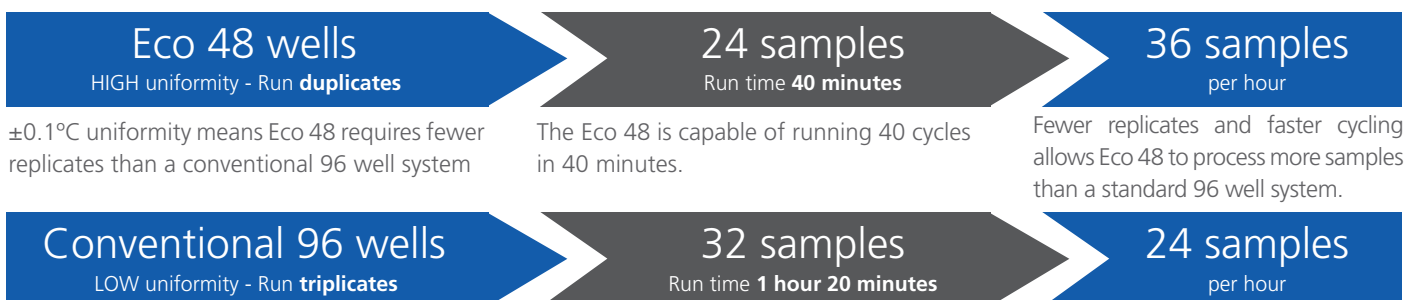 Eco 48 wells
HIGH uniformity - Run duplicates
24 samples
Run time 40 minutes
36 samples
per hour
±0.1ºC uniformity means Eco 48 requires fewer
replicates than a conventional 96 well system
The Eco 48 is capable of running 40 cycles
in 40 minutes.
Fewer replicates and faster cycling
allows Eco 48 to process more samples
than a standard 96 well system.
Conventional 96 wells
LOW uniformity - Run triplicates
32 samples
Run time 1 hour 20 minutes
24 samples
per hour